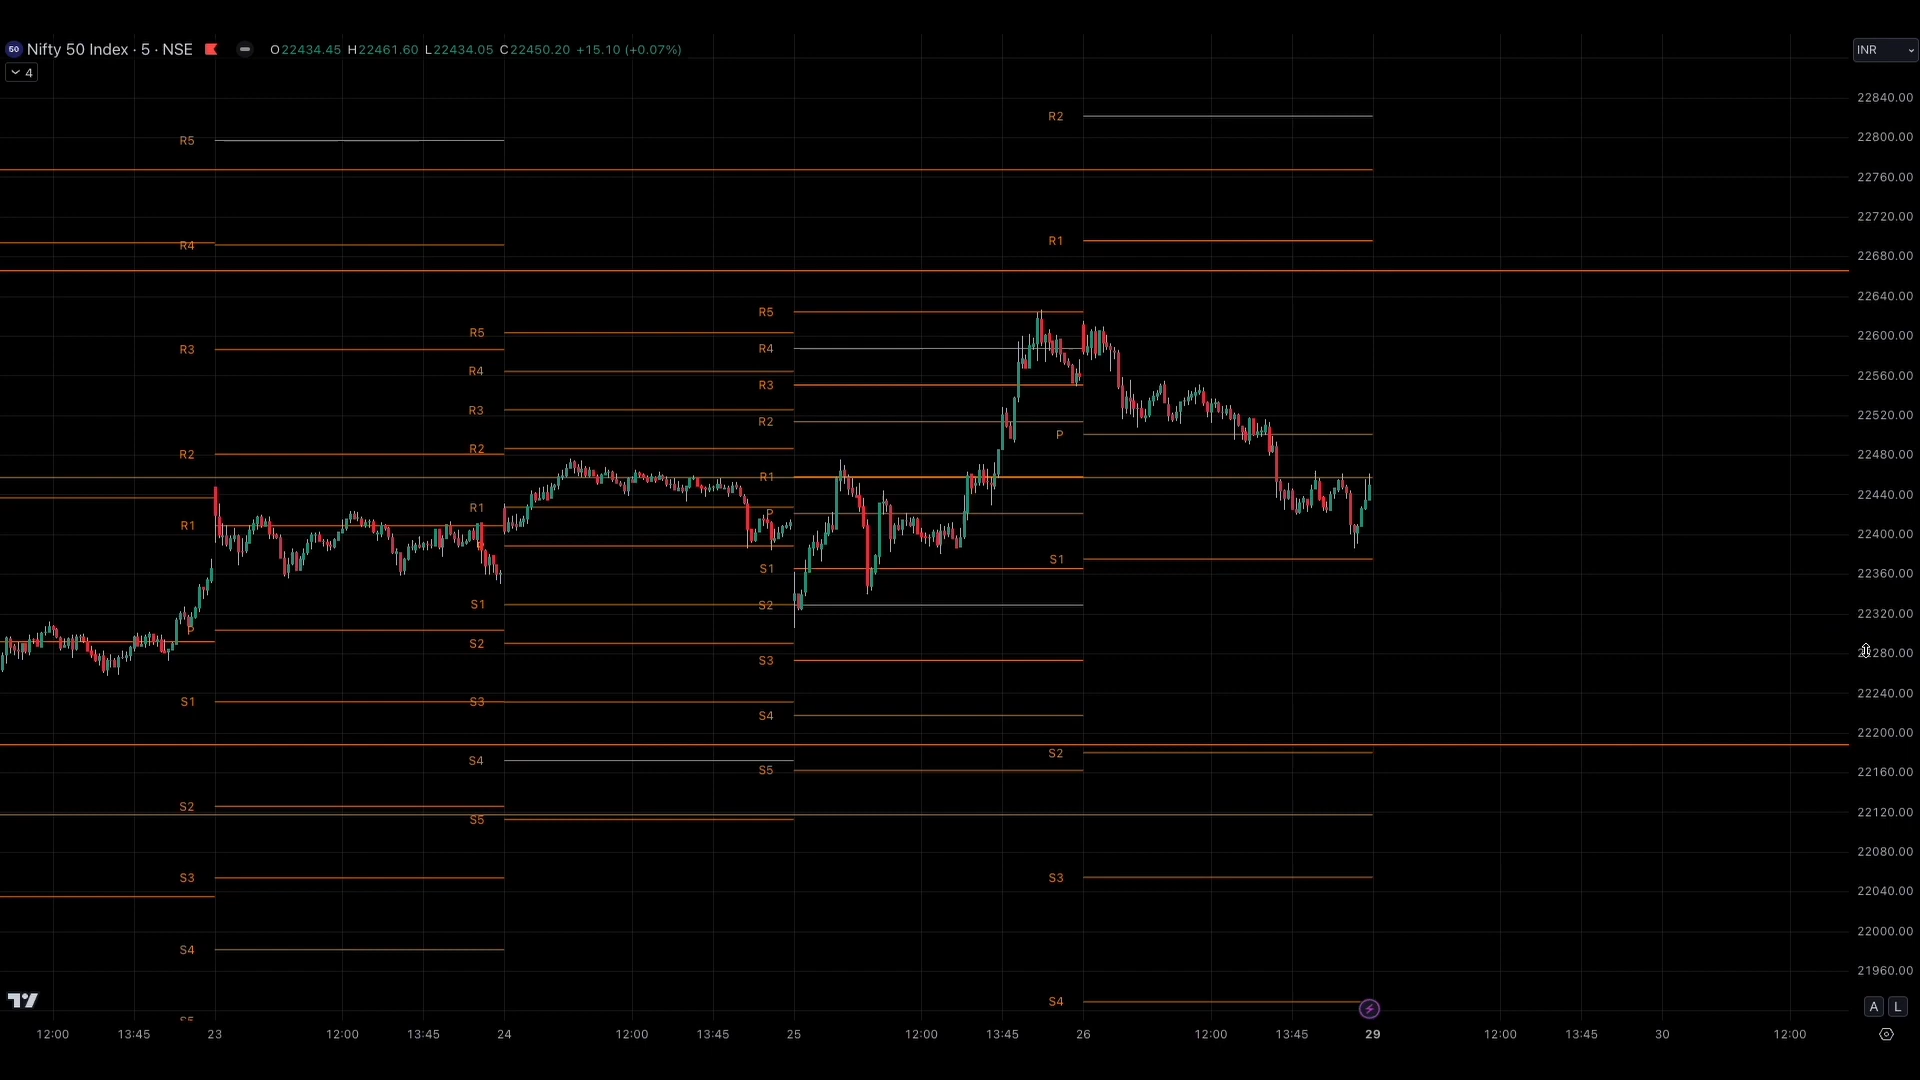 50 Nifty 50 Index · 5 · NSE O22434.45 H22461.60 L22434.05 C22450.20 +15.10 (+0.07%) INR
4
22840.00
R2
22800.00
R5
22760.00
22720.00
R1
R4
22680.00
22640.00
R5
22600.00
R5
R3 R4
22560.00
R4 R3
22520.00
R3 R2
P
22480.00
R2 R2
R1
22440.00
R1 P
R1
22400.00
S1
22360.00
S1
S1 S2
22320.00
P
S2
22280.00
S3
22240.00
S1 S3
S4
22200.00
S2
S4
S5 22160.00
S2
22120.00
S5
22080.00
S3 S3
22040.00
22000.00
S4
21960.00
S4
A L
S5
12:00 13:45 23 12:00 13:45 24 12:00 13:45 25 12:00 13:45 26 12:00 13:45 29 12:00 13:45 30 12:00